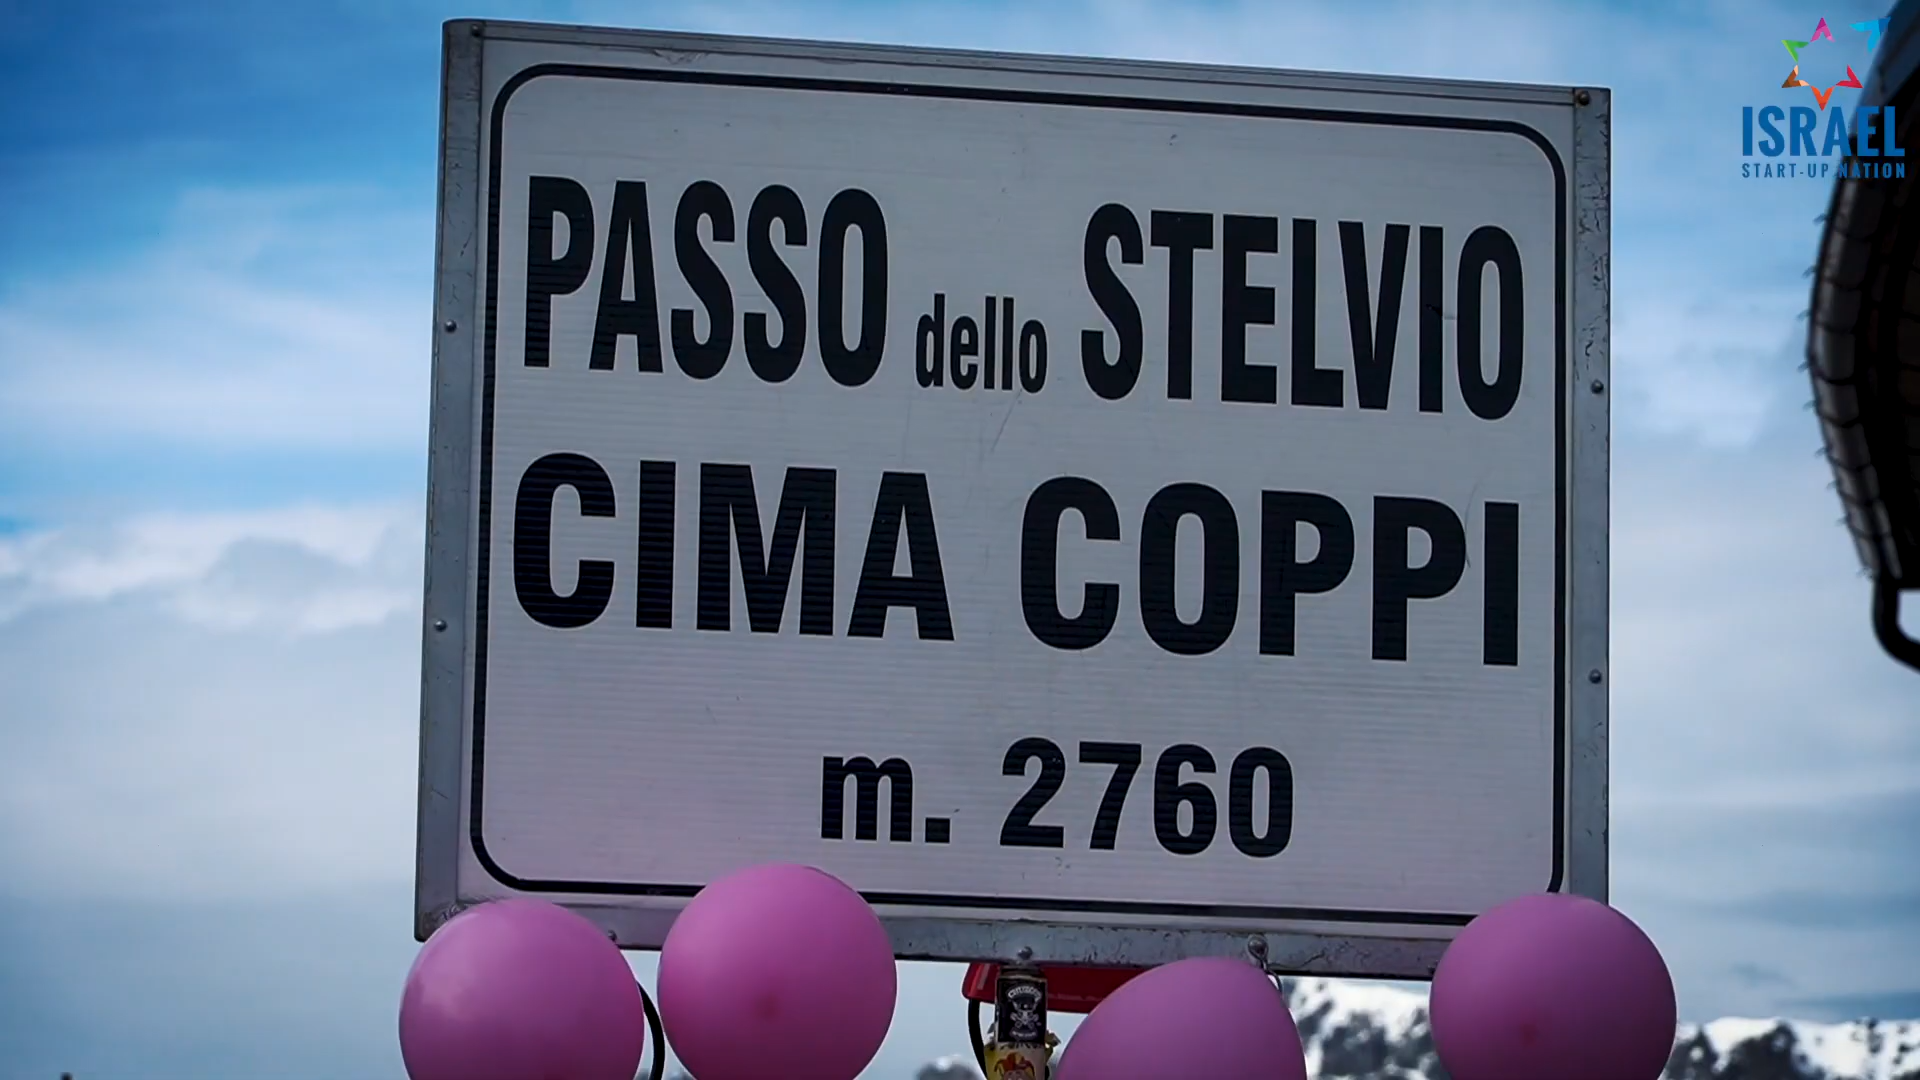 PASSO dello STELVIO
CIMA COPPI
m. 2760
ISRAEL
START-UP NATION